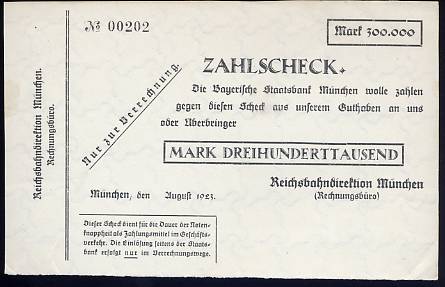 № 00202
Mark 300.000
Reichsbahndirektion München.
Rechnungsbüro.
Nur zur Verrechnung.
ZAHLSCHECK.
Die Bayerische Staatsbank München wolle zahlen
gegen diesen Scheck aus unserem Guthaben an uns
oder Überbringer
MARK DREIHUNDERTTAUSEND
München, den August 1923.
Reichsbahndirektion München
(Rechnungsbüro)
Dieser Scheck dient für die Dauer der Noten-
knappheit als Zahlungsmittel im Geschäfts-
verkehre. Die Einlösung seitens der Staats-
bank erfolgt nur im Verrechnungswege.